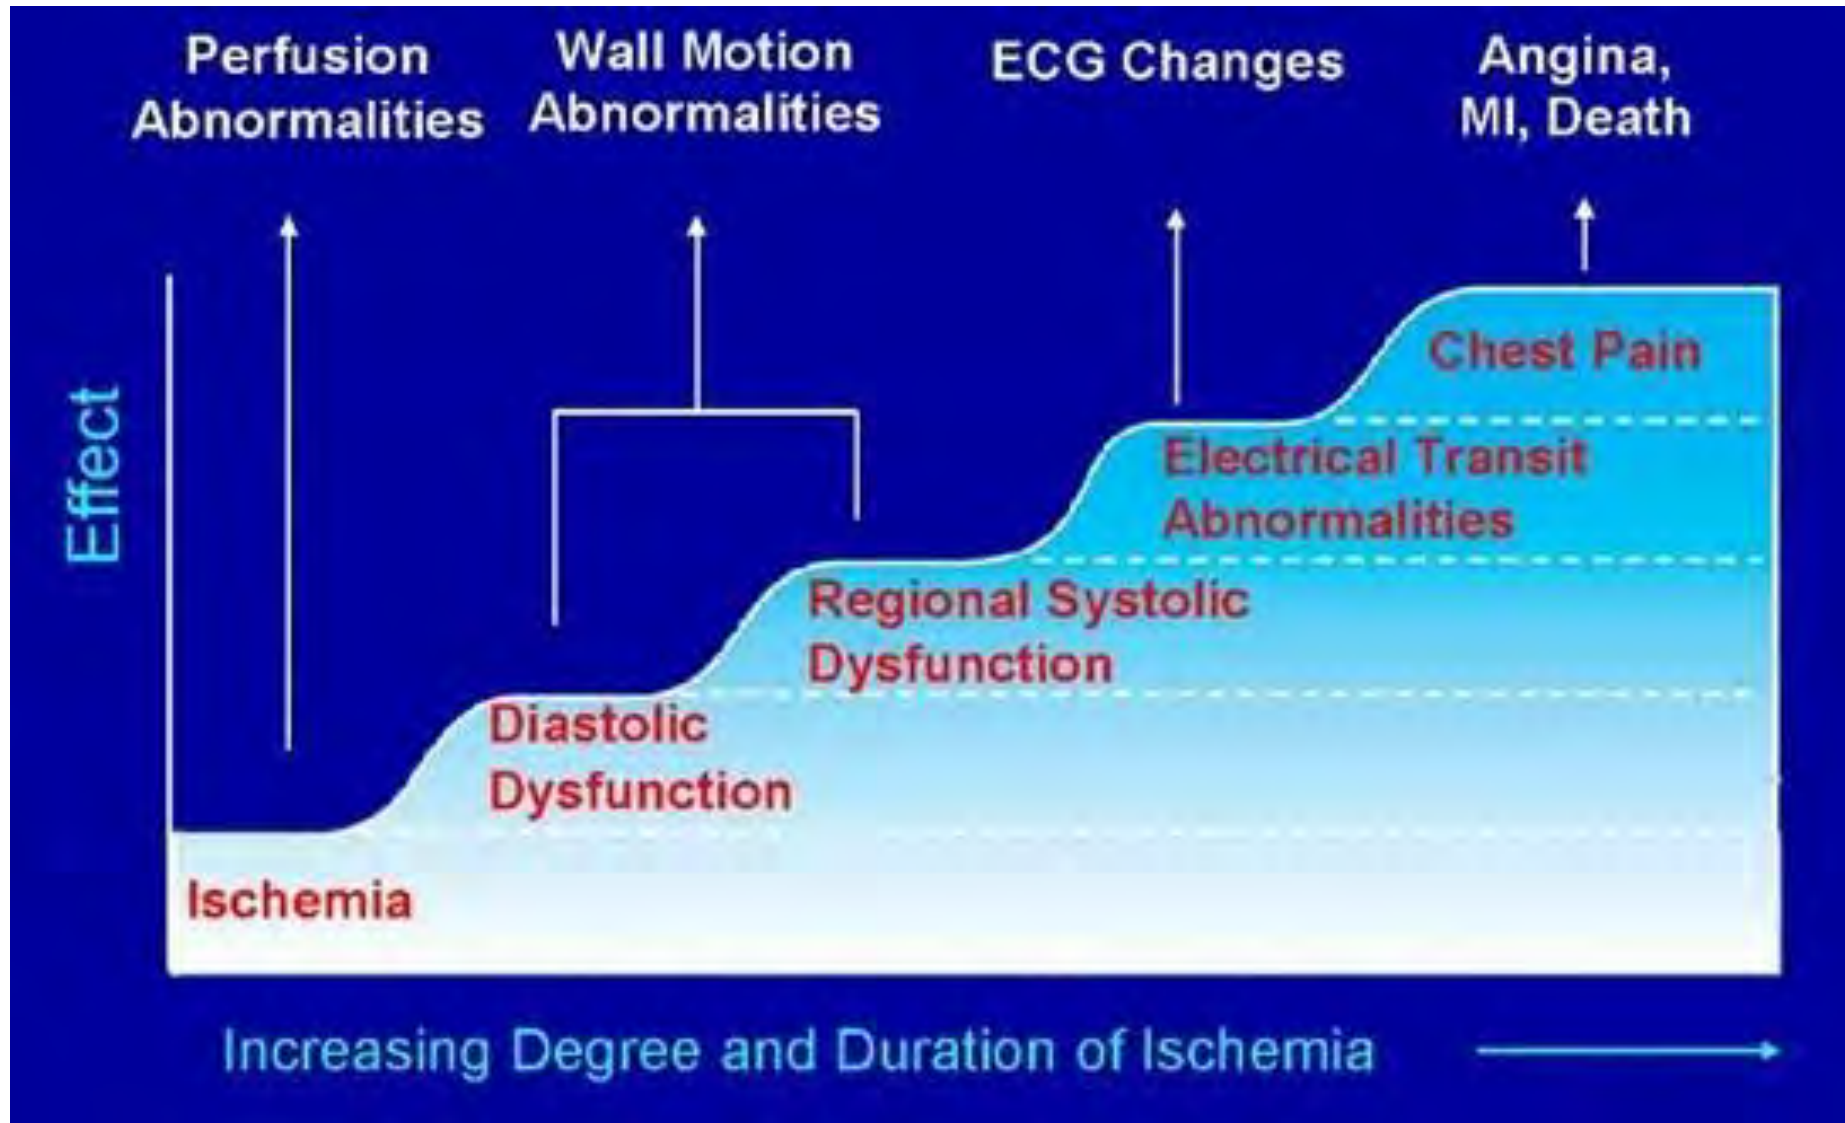 Perfusion
Abnormalities
Wall Motion
Abnormalities
ECG Changes
Angina,
MI, Death
Effect
Chest Pain
Electrical Transit
Abnormalities
Regional Systolic
Dysfunction
Diastolic
Dysfunction
Ischemia
Increasing Degree and Duration of Ischemia